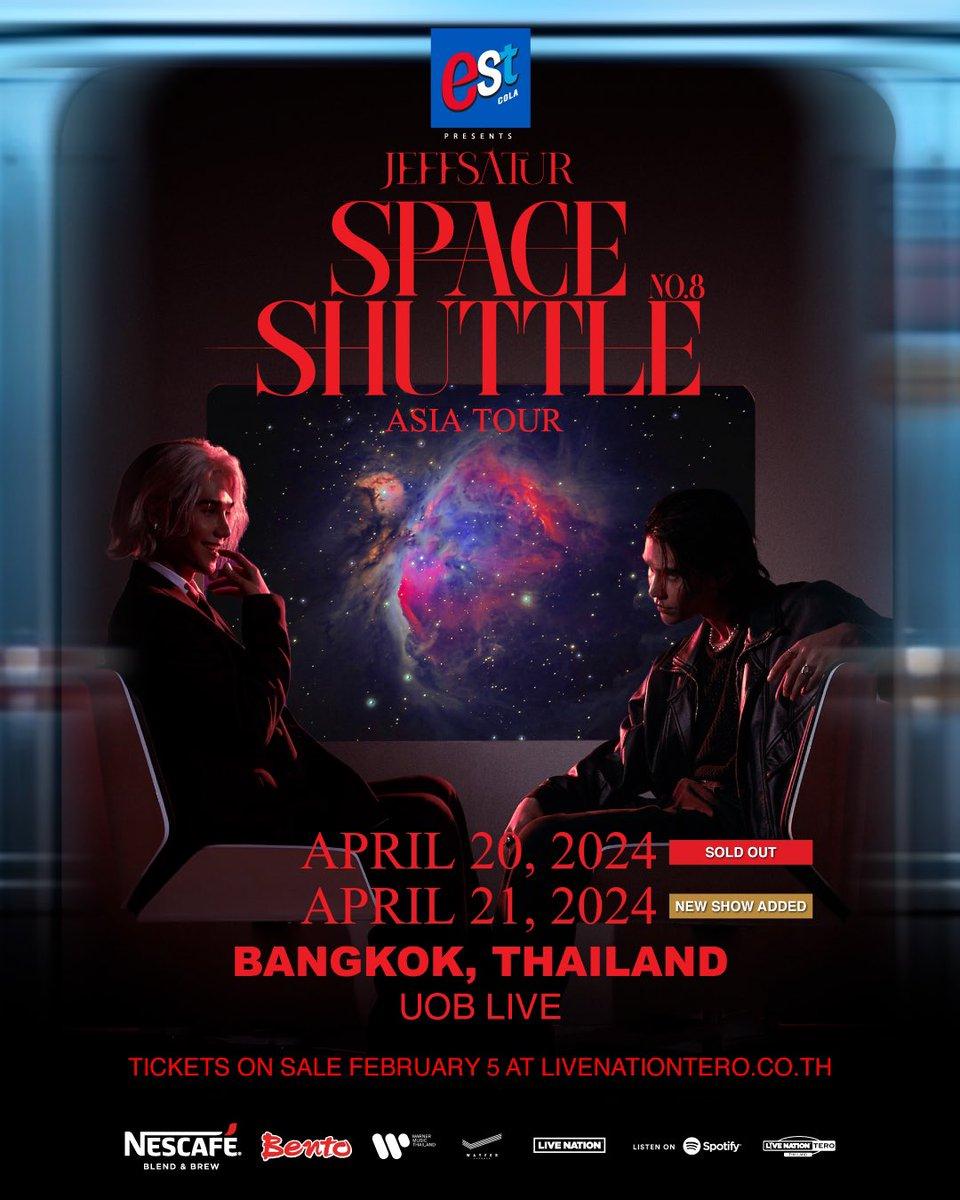 est
COLA
PRESENTS
JEFFSATUR
SPACE
SHUTTLE NO.8
ASIA TOUR
APRIL 20, 2024 SOLD OUT
APRIL 21, 2024 NEW SHOW ADDED
BANGKOK, THAILAND
UOB LIVE
TICKETS ON SALE FEBRUARY 5 AT LIVENATIONTERO.CO.TH
NESCAFÉ. Bento WARNER MUSIC THAILAND WAYFER LIVE NATION LISTEN ON Spotify LIVE NATION TERO
BLEND & BREW